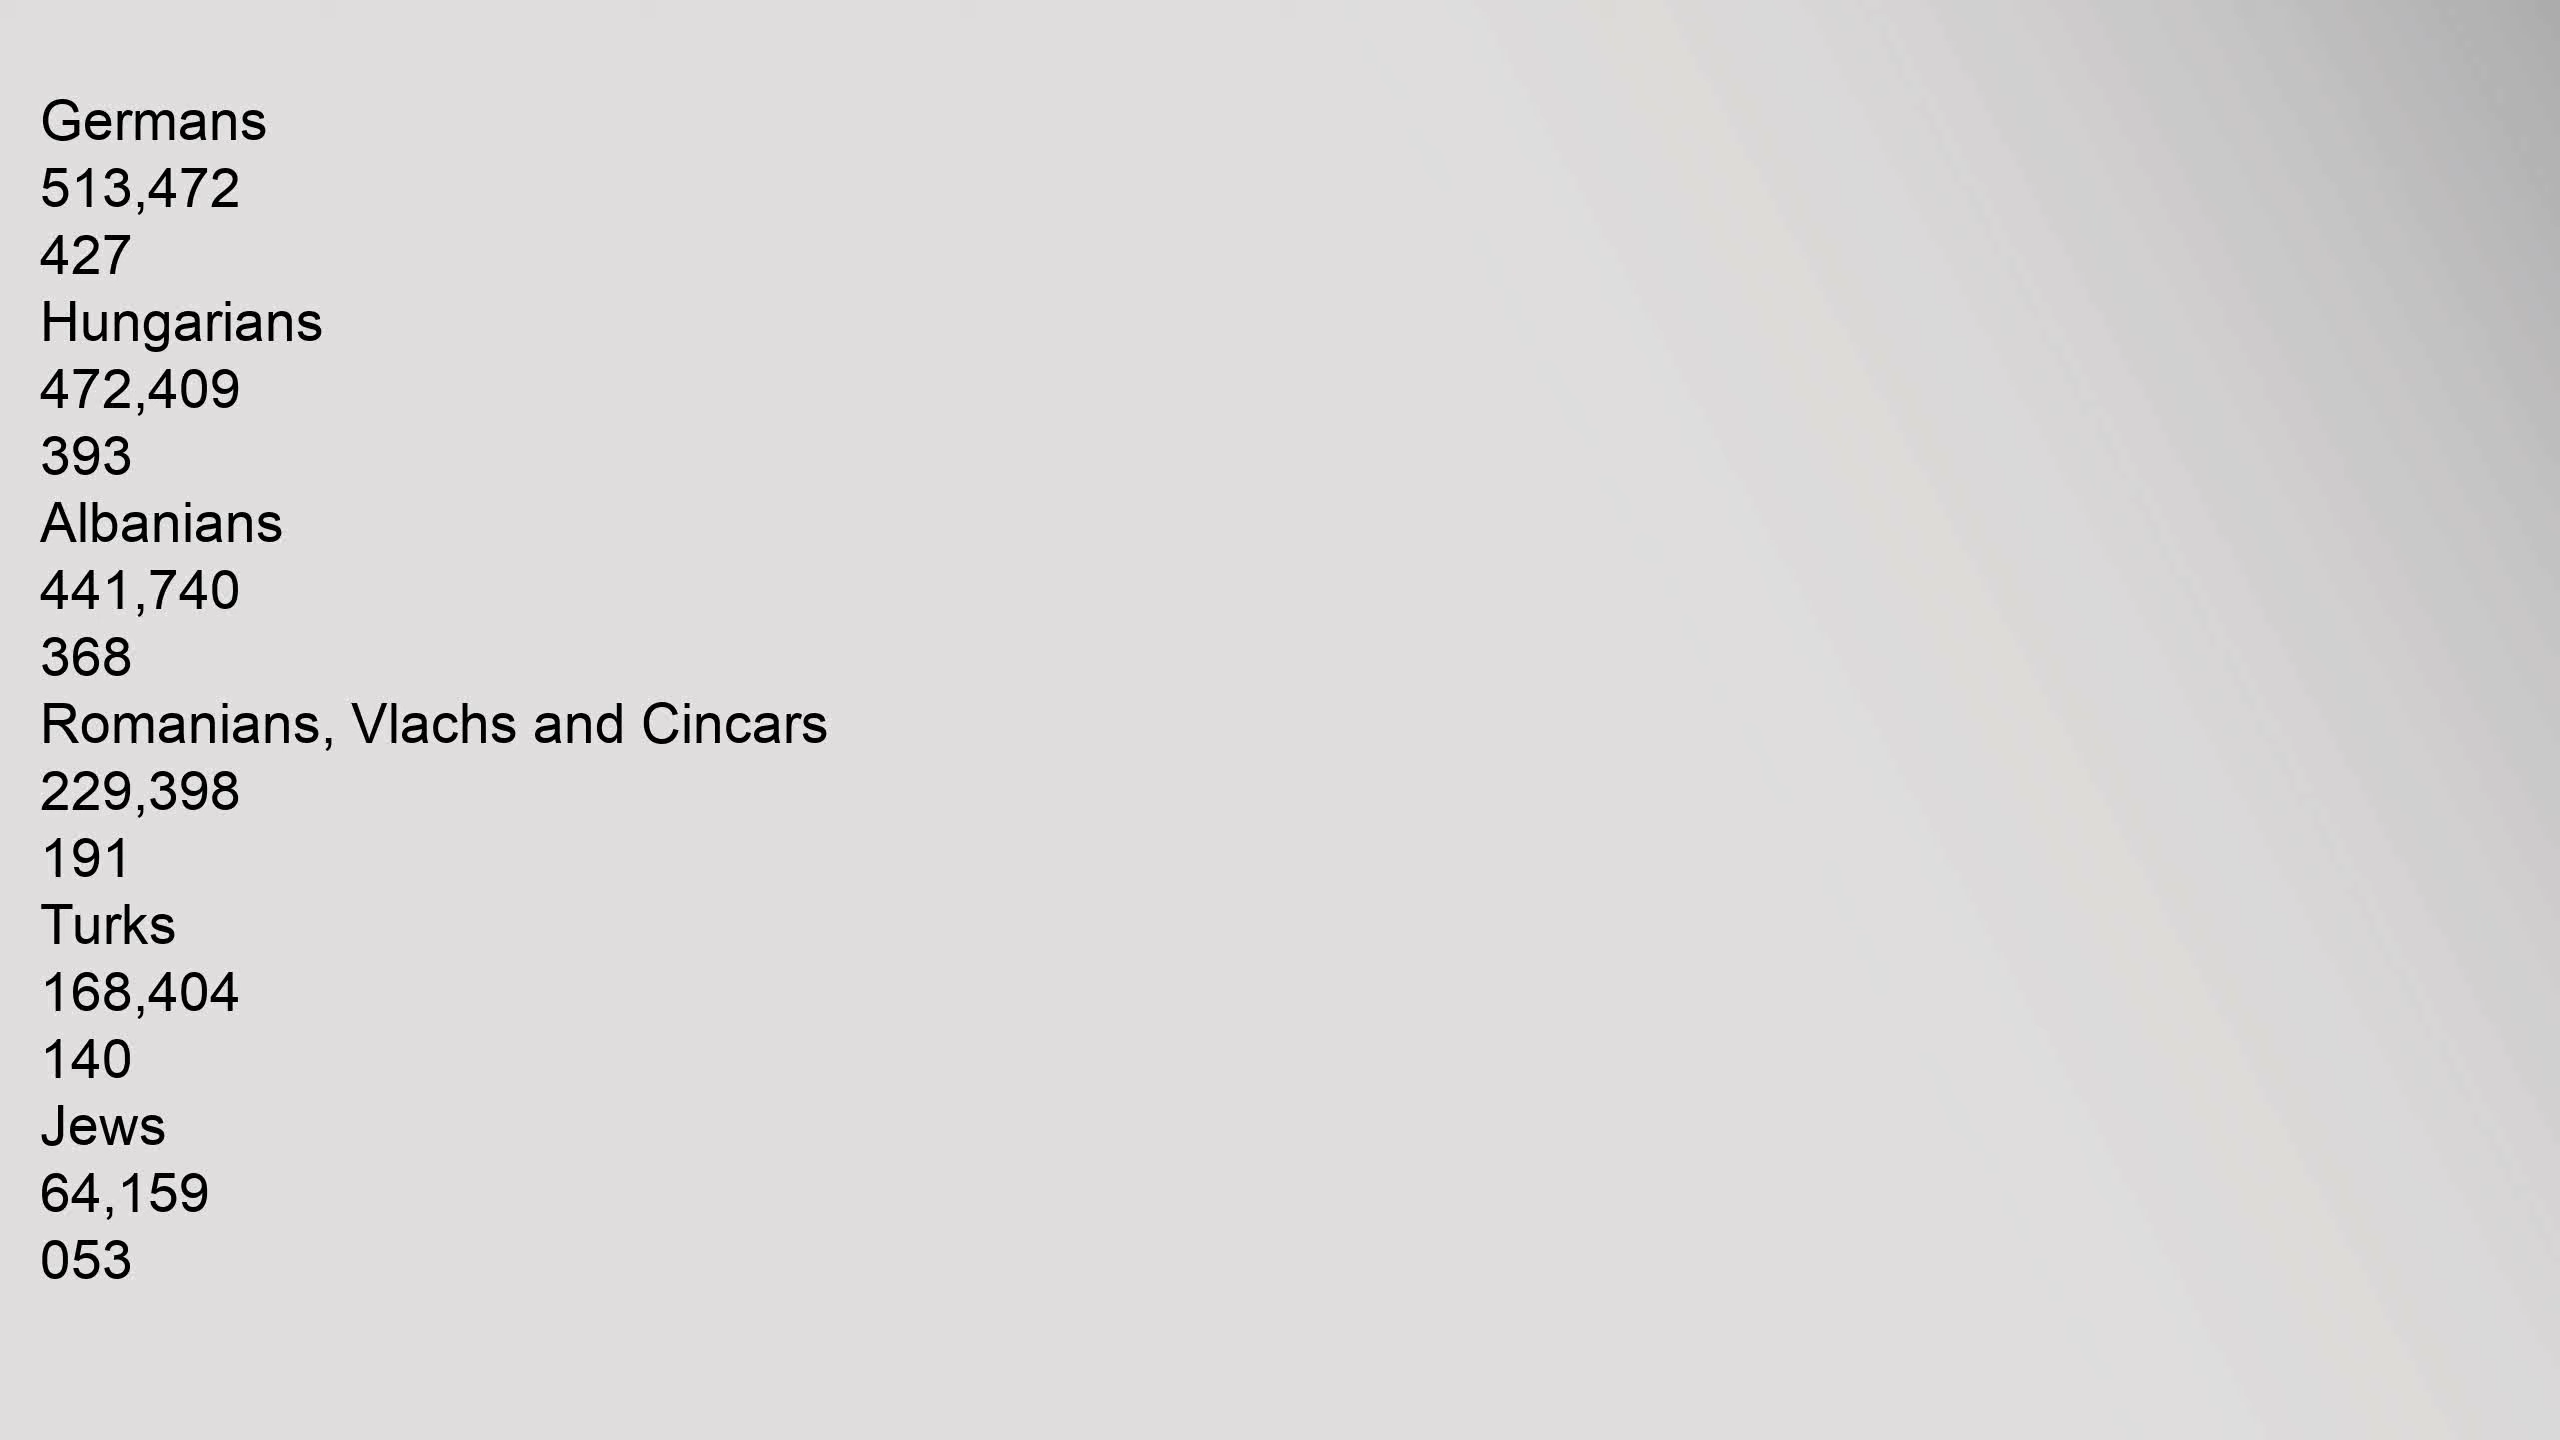 Germans
513,472
427
Hungarians
472,409
393
Albanians
441,740
368
Romanians, Vlachs and Cincars
229,398
191
Turks
168,404
140
Jews
64,159
053